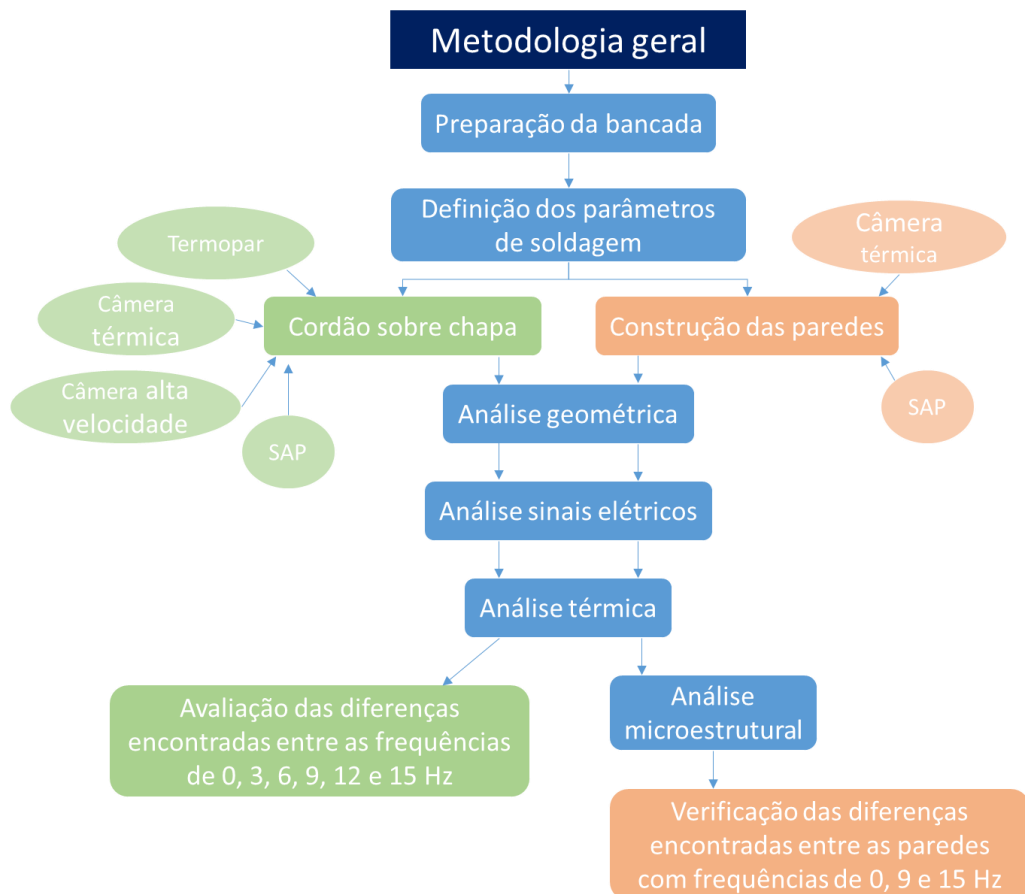 Metodologia geral
Preparação da bancada
Definição dos parâmetros
de soldagem
Termopar
Câmera
térmica
Câmera
térmica
Cordão sobre chapa
Construção das paredes
Câmera alta
velocidade
SAP
SAP
Análise geométrica
Análise sinais elétricos
Análise térmica
Avaliação das diferenças
encontradas entre as frequências
de 0, 3, 6, 9, 12 e 15 Hz
Análise
microestrutural
Verificação das diferenças
encontradas entre as paredes
com frequências de 0, 9 e 15 Hz